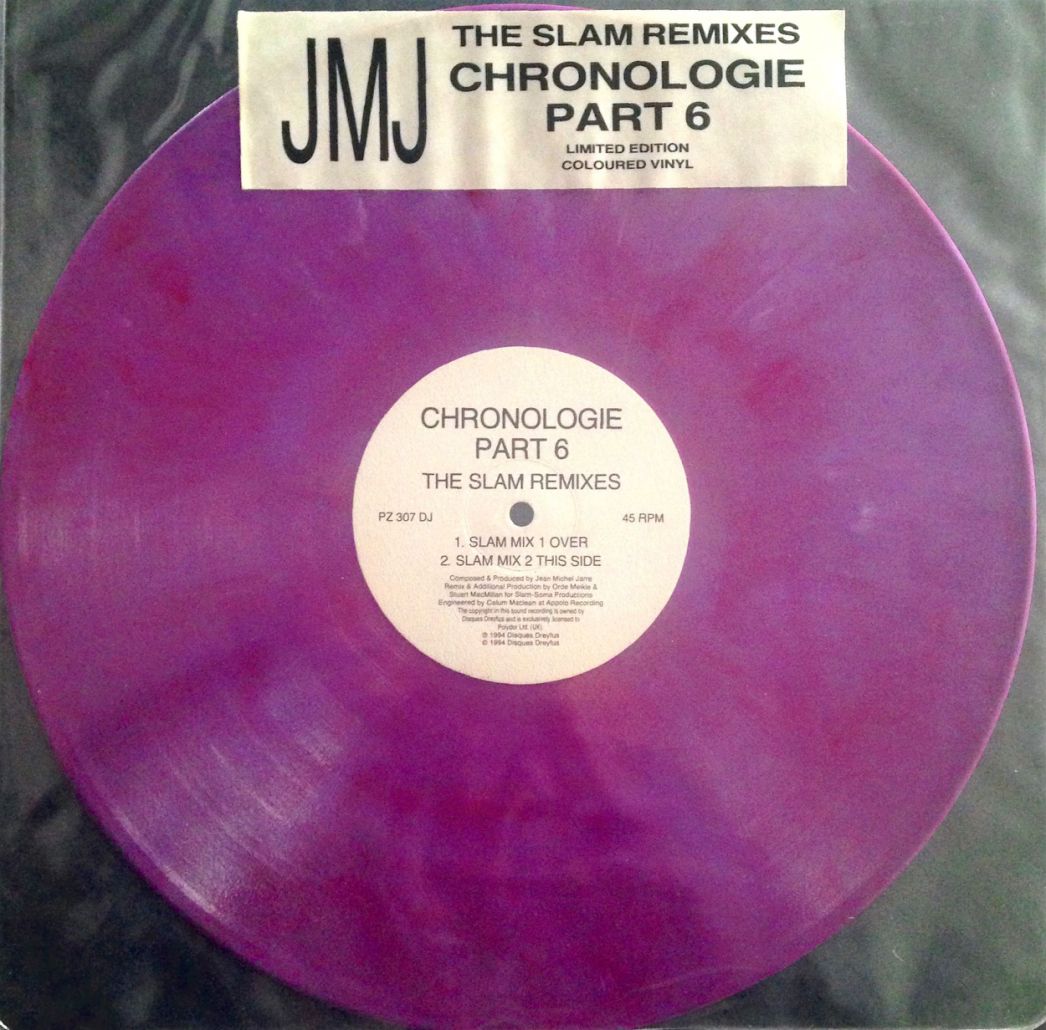 JMJ
THE SLAM REMIXES
CHRONOLOGIE
PART 6
LIMITED EDITION
COLOURED VINYL
CHRONOLOGIE
PART 6
THE SLAM REMIXES
PZ 307 DJ 45 RPM
1. SLAM MIX 1 OVER
2. SLAM MIX 2 THIS SIDE
Composed & Produced by Jean Michel Jarre
Remix & Additional Production by Orde Meikle &
Stuart MacMillan for Slam-Soma Productions
Engineered by Calum Maclean at Appolo Recording
The copyright in this sound recording is owned by
Disques Dreyfus and is exclusively licensed to
Polydor Ltd. (UK)
℗ 1994 Disques Dreyfus
© 1994 Disques Dreyfus